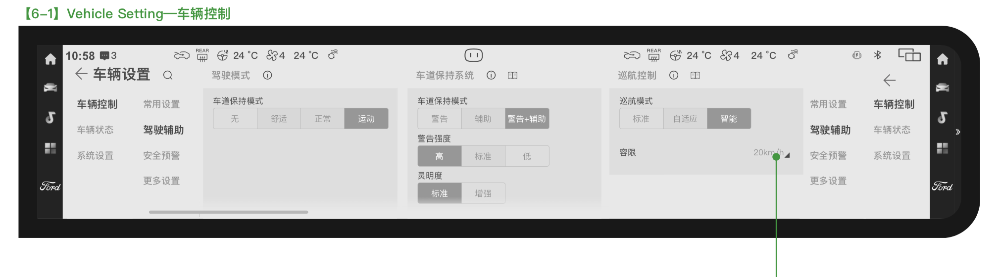 【6-1】Vehicle Setting—车辆控制
10:58 3 REAR 24 °C 4 24 °C REAR 24 °C 4 24 °C
车辆设置 驾驶模式 车道保持系统 巡航控制
车辆控制 常用设置
车辆状态 驾驶辅助
系统设置 安全预警
更多设置
车道保持模式
无 舒适 正常 运动
车道保持模式
警告 辅助 警告+辅助
警告强度
高 标准 低
灵明度
标准 增强
巡航模式
标准 自适应 智能
容限 20km/h
常用设置 车辆控制
驾驶辅助 车辆状态
安全预警 系统设置
更多设置
Ford
Ford